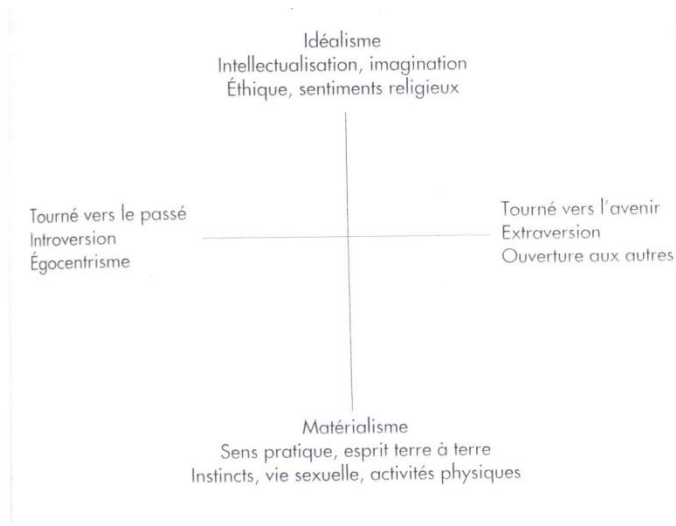 Idéalisme
Intellectualisation, imagination
Éthique, sentiments religieux
Tourné vers le passé
Introversion
Égocentrisme
Tourné vers l'avenir
Extraversion
Ouverture aux autres
Matérialisme
Sens pratique, esprit terre à terre
Instincts, vie sexuelle, activités physiques